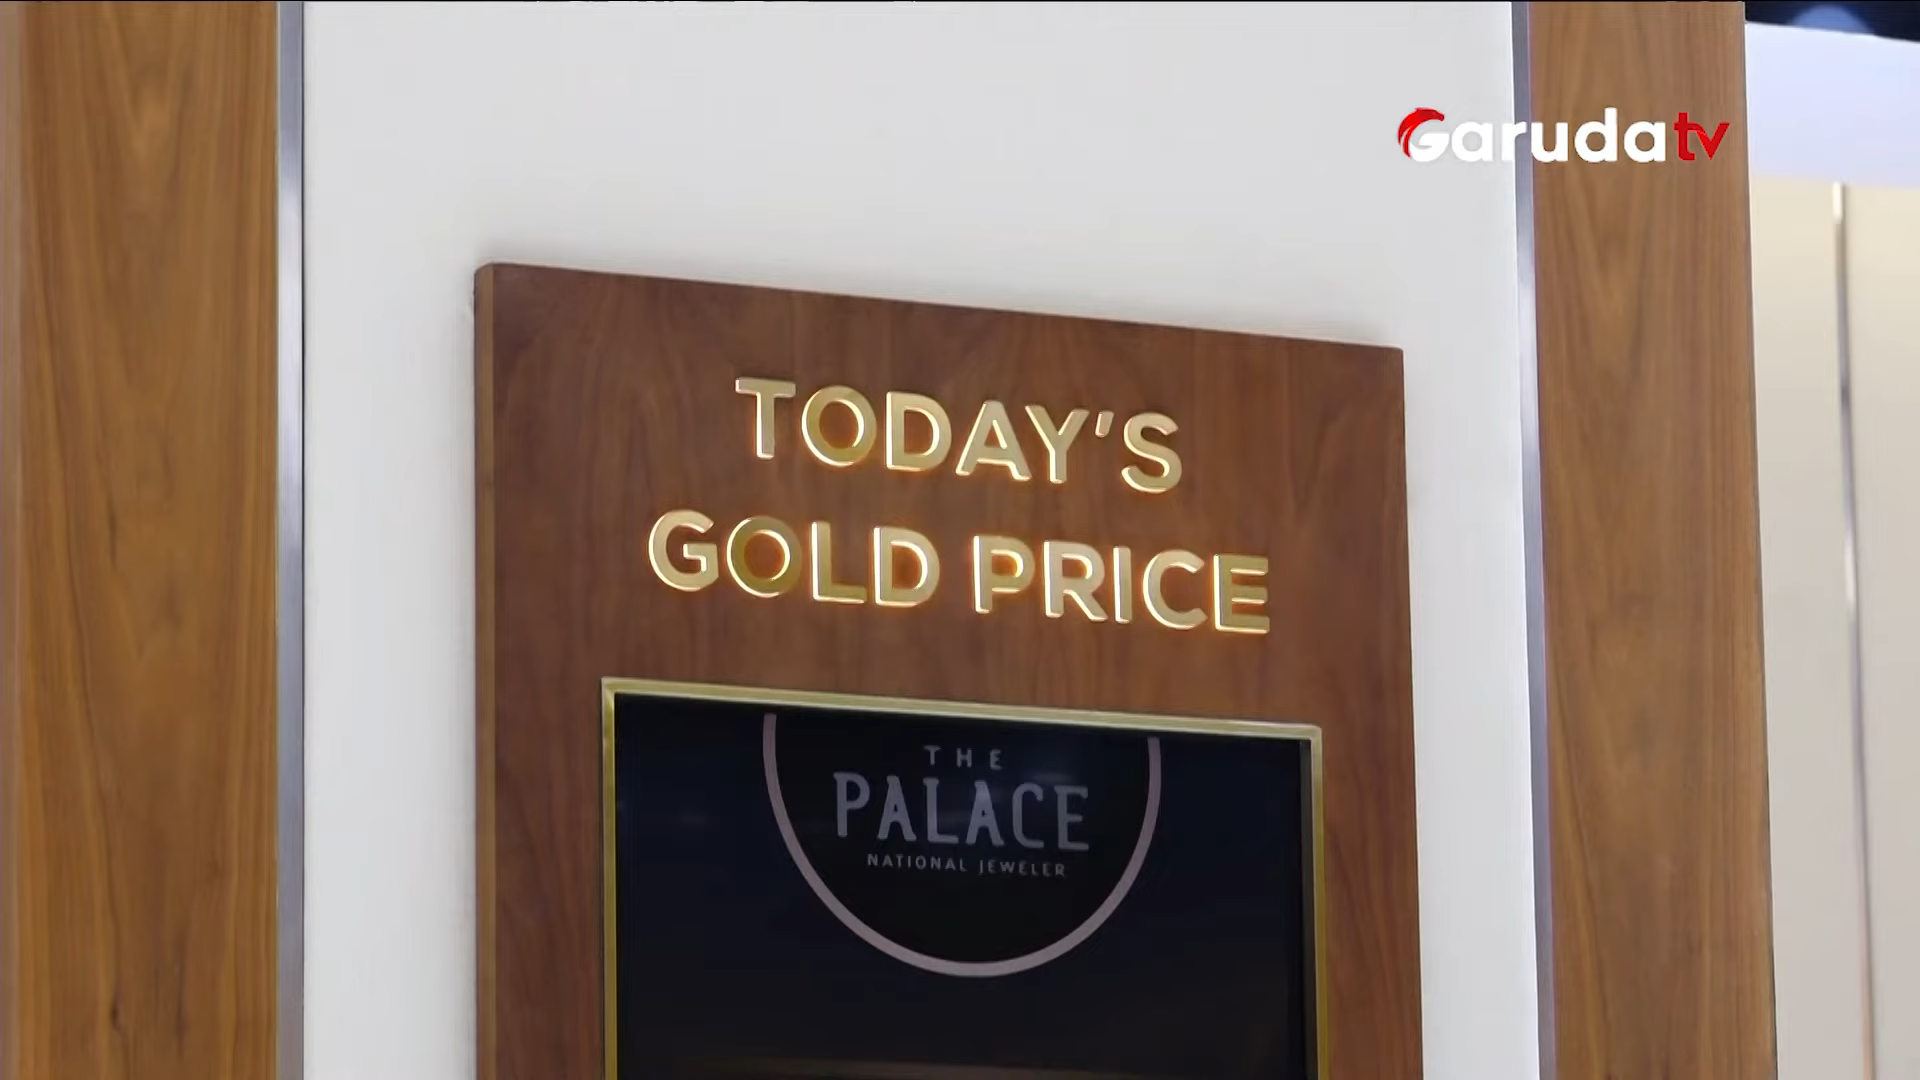 Garudatv
TODAY'S
GOLD PRICE
THE
PALACE
NATIONAL JEWELER